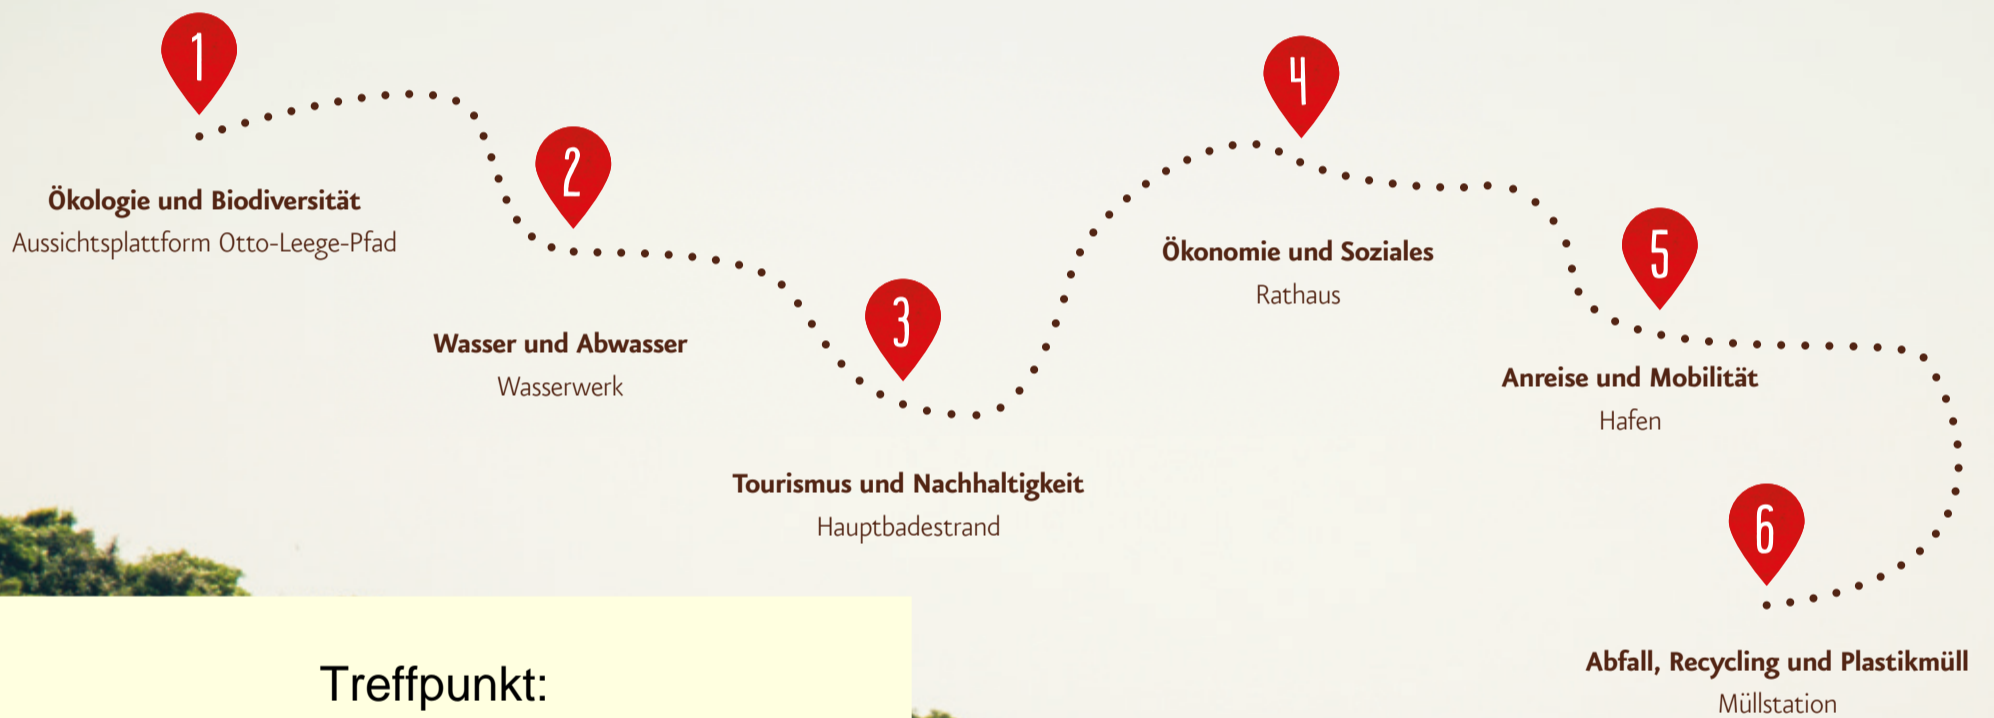 1
Ökologie und Biodiversität
Aussichtsplattform Otto-Leege-Pfad
2
Wasser und Abwasser
Wasserwerk
3
Tourismus und Nachhaltigkeit
Hauptbadestrand
4
Ökonomie und Soziales
Rathaus
5
Anreise und Mobilität
Hafen
6
Abfall, Recycling und Plastikmüll
Müllstation
Treffpunkt: